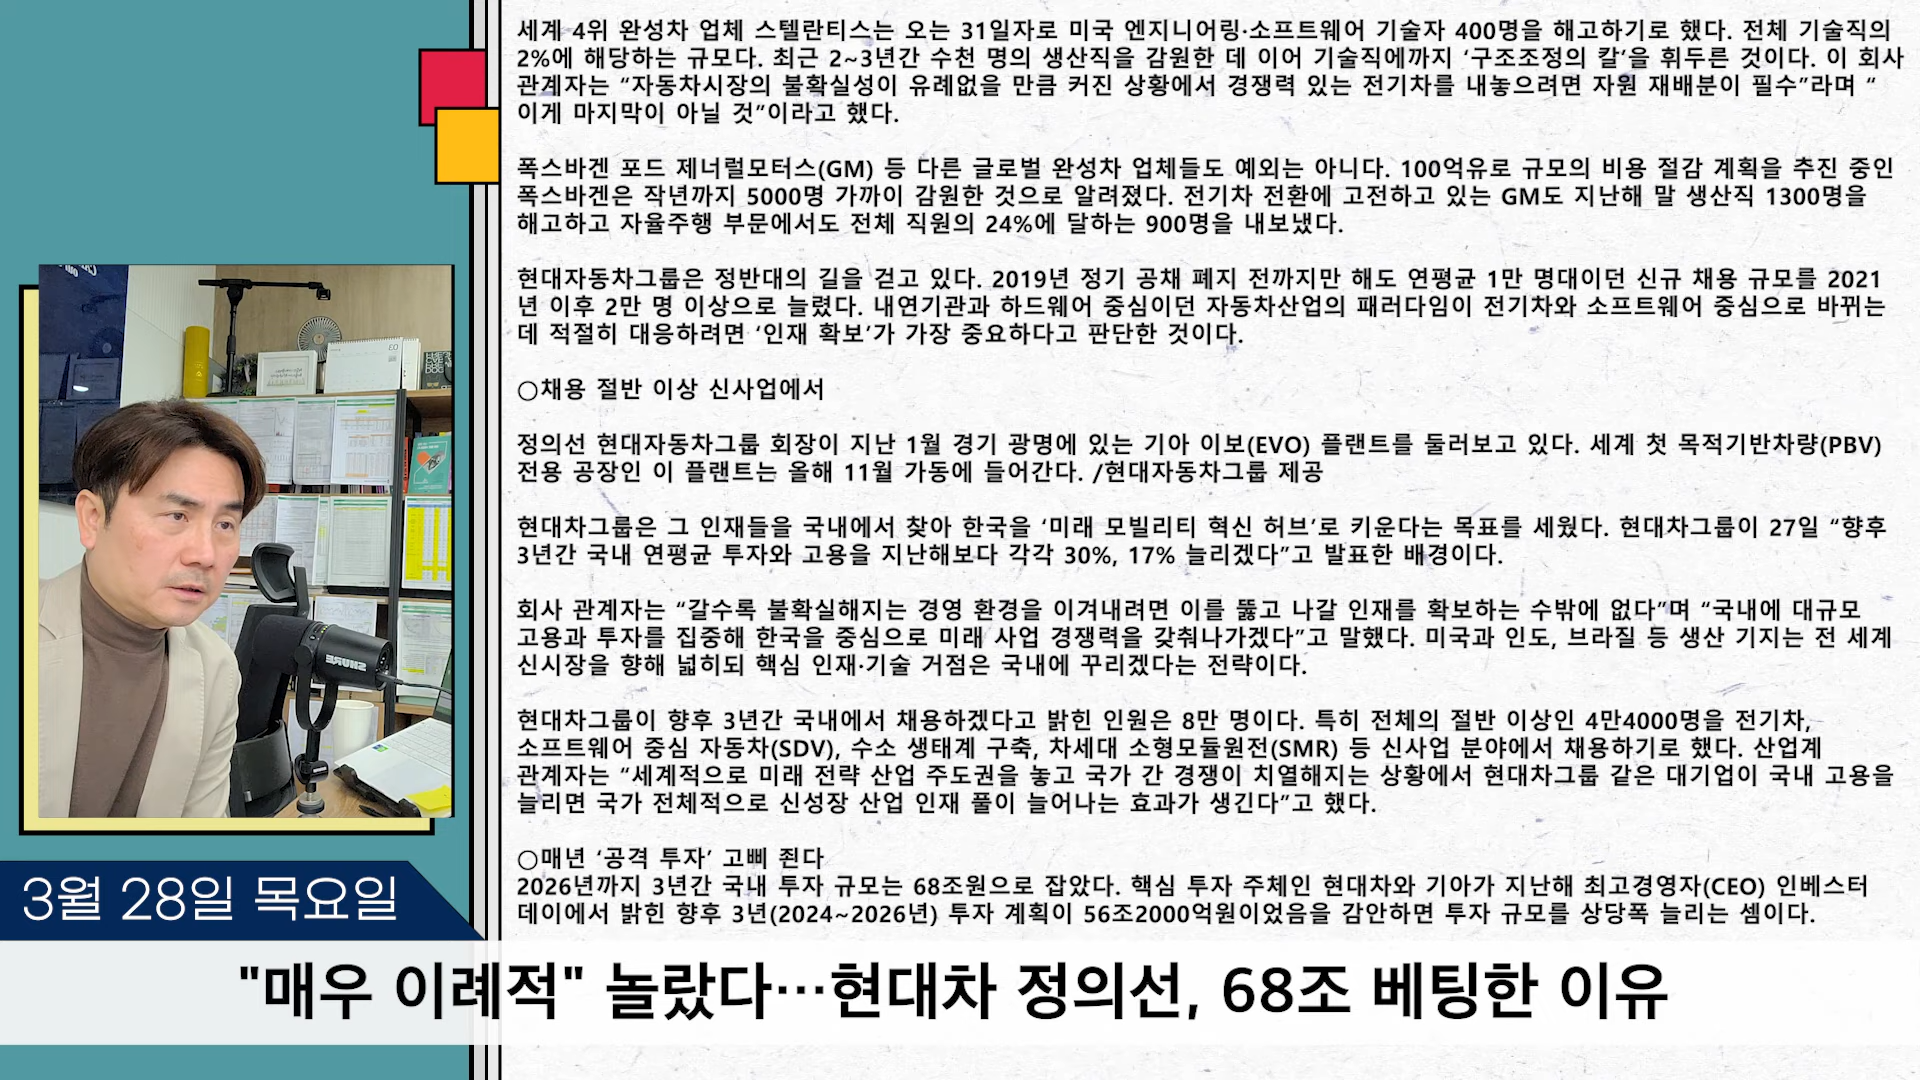 세계 4위 완성차 업체 스텔란티스는 오는 31일자로 미국 엔지니어링·소프트웨어 기술자 400명을 해고하기로 했다. 전체 기술직의
2%에 해당하는 규모다. 최근 2~3년간 수천 명의 생산직을 감원한 데 이어 기술직에까지 ‘구조조정의 칼’을 휘두른 것이다. 이 회사
관계자는 “자동차시장의 불확실성이 유례없을 만큼 커진 상황에서 경쟁력 있는 전기차를 내놓으려면 자원 재배분이 필수”라며 “
이게 마지막이 아닐 것”이라고 했다.
폭스바겐 포드 제너럴모터스(GM) 등 다른 글로벌 완성차 업체들도 예외는 아니다. 100억유로 규모의 비용 절감 계획을 추진 중인
폭스바겐은 작년까지 5000명 가까이 감원한 것으로 알려졌다. 전기차 전환에 고전하고 있는 GM도 지난해 말 생산직 1300명을
해고하고 자율주행 부문에서도 전체 직원의 24%에 달하는 900명을 내보냈다.
현대자동차그룹은 정반대의 길을 걷고 있다. 2019년 정기 공채 폐지 전까지만 해도 연평균 1만 명대이던 신규 채용 규모를 2021
년 이후 2만 명 이상으로 늘렸다. 내연기관과 하드웨어 중심이던 자동차산업의 패러다임이 전기차와 소프트웨어 중심으로 바뀌는
데 적절히 대응하려면 ‘인재 확보’가 가장 중요하다고 판단한 것이다.
○채용 절반 이상 신사업에서
정의선 현대자동차그룹 회장이 지난 1월 경기 광명에 있는 기아 이보(EVO) 플랜트를 둘러보고 있다. 세계 첫 목적기반차량(PBV)
전용 공장인 이 플랜트는 올해 11월 가동에 들어간다. /현대자동차그룹 제공
현대차그룹은 그 인재들을 국내에서 찾아 한국을 ‘미래 모빌리티 혁신 허브’로 키운다는 목표를 세웠다. 현대차그룹이 27일 “향후
3년간 국내 연평균 투자와 고용을 지난해보다 각각 30%, 17% 늘리겠다”고 발표한 배경이다.
회사 관계자는 “갈수록 불확실해지는 경영 환경을 이겨내려면 이를 뚫고 나갈 인재를 확보하는 수밖에 없다”며 “국내에 대규모
고용과 투자를 집중해 한국을 중심으로 미래 사업 경쟁력을 갖춰나가겠다”고 말했다. 미국과 인도, 브라질 등 생산 기지는 전 세계
신시장을 향해 넓히되 핵심 인재·기술 거점은 국내에 꾸리겠다는 전략이다.
현대차그룹이 향후 3년간 국내에서 채용하겠다고 밝힌 인원은 8만 명이다. 특히 전체의 절반 이상인 4만4000명을 전기차,
소프트웨어 중심 자동차(SDV), 수소 생태계 구축, 차세대 소형모듈원전(SMR) 등 신사업 분야에서 채용하기로 했다. 산업계
관계자는 “세계적으로 미래 전략 산업 주도권을 놓고 국가 간 경쟁이 치열해지는 상황에서 현대차그룹 같은 대기업이 국내 고용을
늘리면 국가 전체적으로 신성장 산업 인재 풀이 늘어나는 효과가 생긴다”고 했다.
○매년 ‘공격 투자’ 고삐 죈다
2026년까지 3년간 국내 투자 규모는 68조원으로 잡았다. 핵심 투자 주체인 현대차와 기아가 지난해 최고경영자(CEO) 인베스터
데이에서 밝힌 향후 3년(2024~2026년) 투자 계획이 56조2000억원이었음을 감안하면 투자 규모를 상당폭 늘리는 셈이다.
SHURE
3월 28일 목요일
"매우 이례적" 놀랐다…현대차 정의선, 68조 베팅한 이유